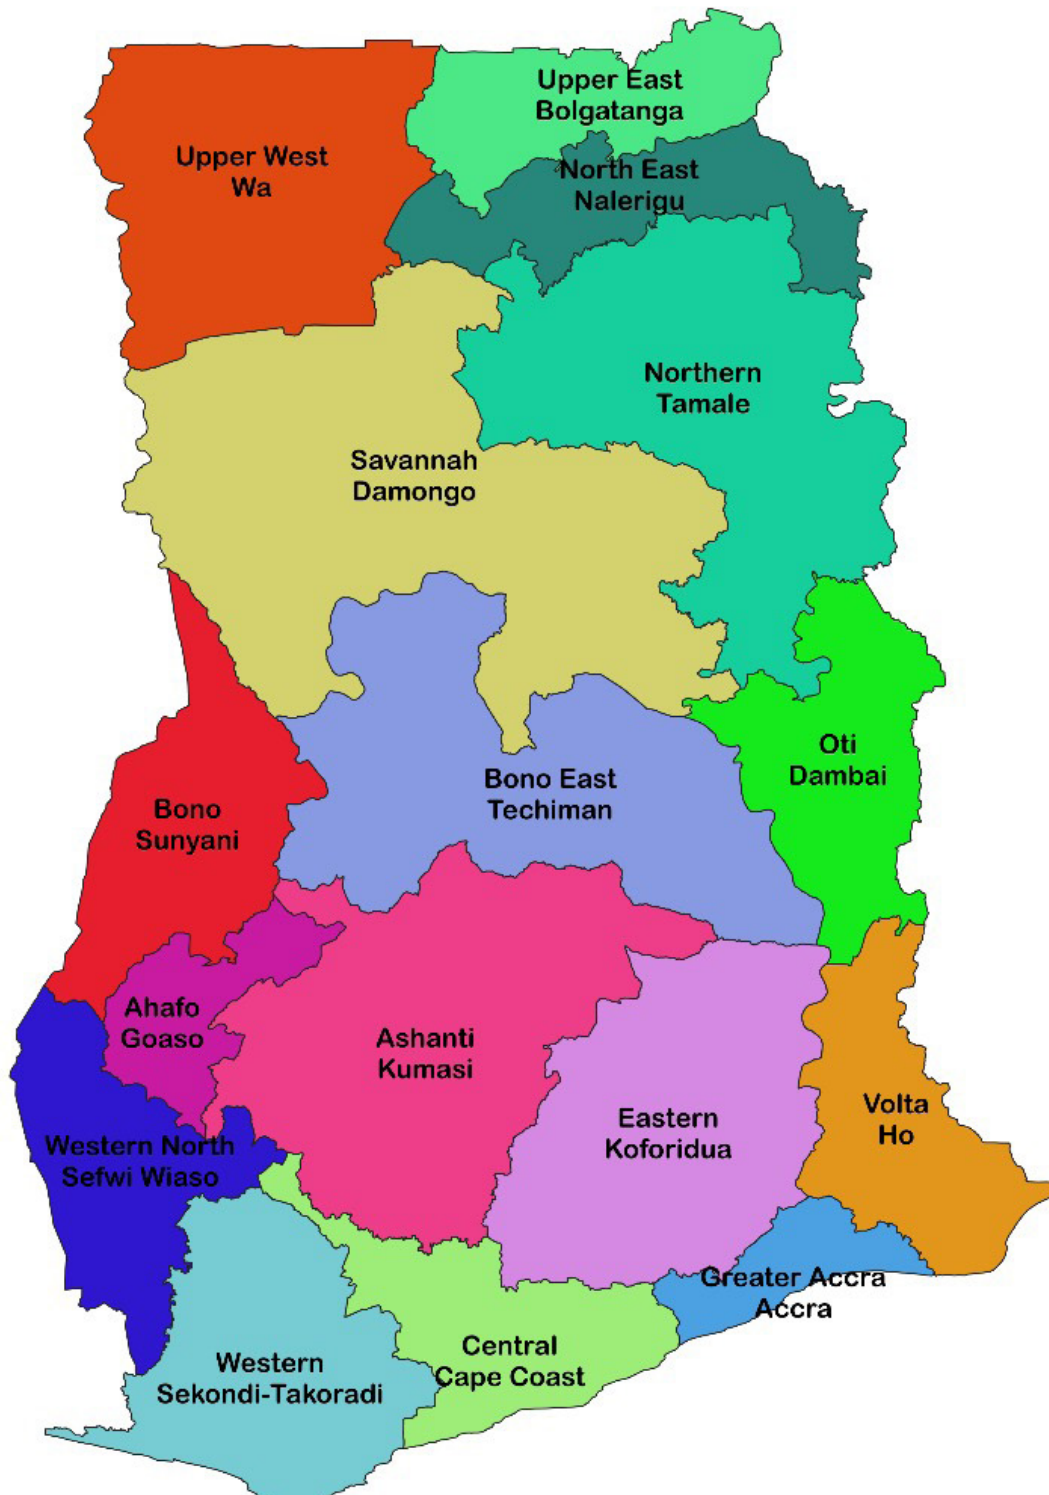 Upper East
Bolgatanga
Upper West
Wa
North East
Nalerigu
Northern
Tamale
Savannah
Damongo
Oti
Dambai
Bono East
Techiman
Bono
Sunyani
Ahafo
Goaso
Ashanti
Kumasi
Eastern
Koforidua
Volta
Ho
Western North
Sefwi Wiaso
Greater Accra
Accra
Central
Cape Coast
Western
Sekondi-Takoradi